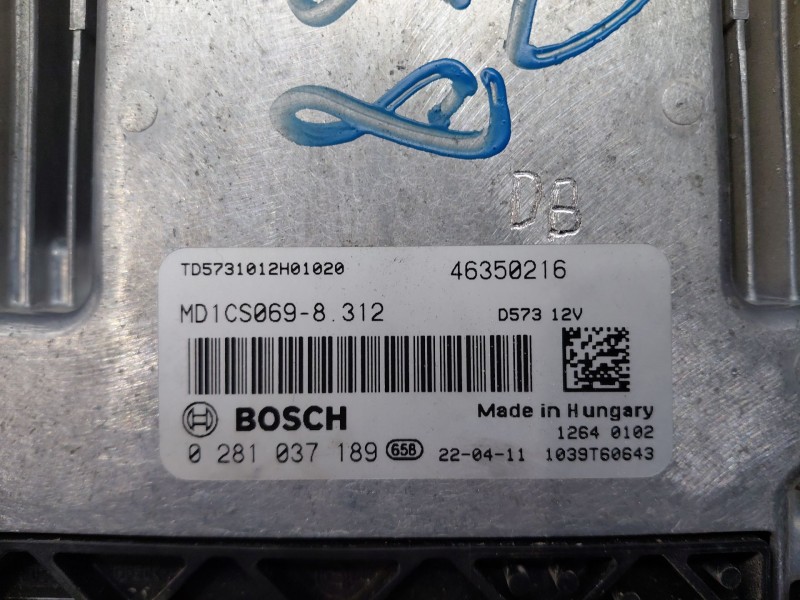 DB
TD5731012H01020 46350216
MD1CS069-8.312 D573 12V
BOSCH Made in Hungary
1264 0102
0 281 037 189 658 22-04-11 1039T60643